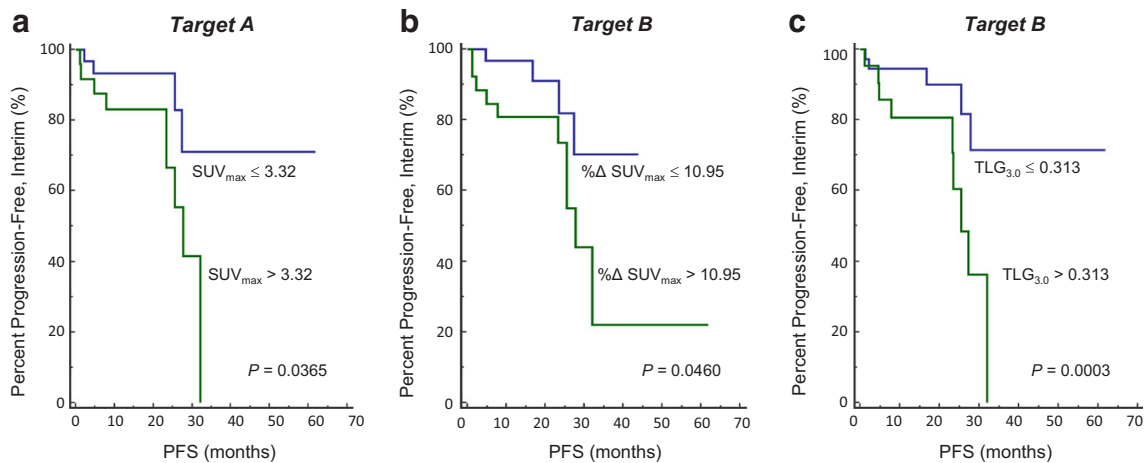 a
Target A
Percent Progression-Free, Interim (%)
100
80
60
40
20
0
SUVmax ≤ 3.32
SUVmax > 3.32
P = 0.0365
0 10 20 30 40 50 60 70
PFS (months)
b
Target B
Percent Progression-Free, Interim (%)
100
80
60
40
20
0
%Δ SUVmax ≤ 10.95
%Δ SUVmax > 10.95
P = 0.0460
0 10 20 30 40 50 60 70
PFS (months)
c
Target B
Percent Progression-Free, Interim (%)
100
80
60
40
20
0
TLG3.0 ≤ 0.313
TLG3.0 > 0.313
P = 0.0003
0 10 20 30 40 50 60 70
PFS (months)